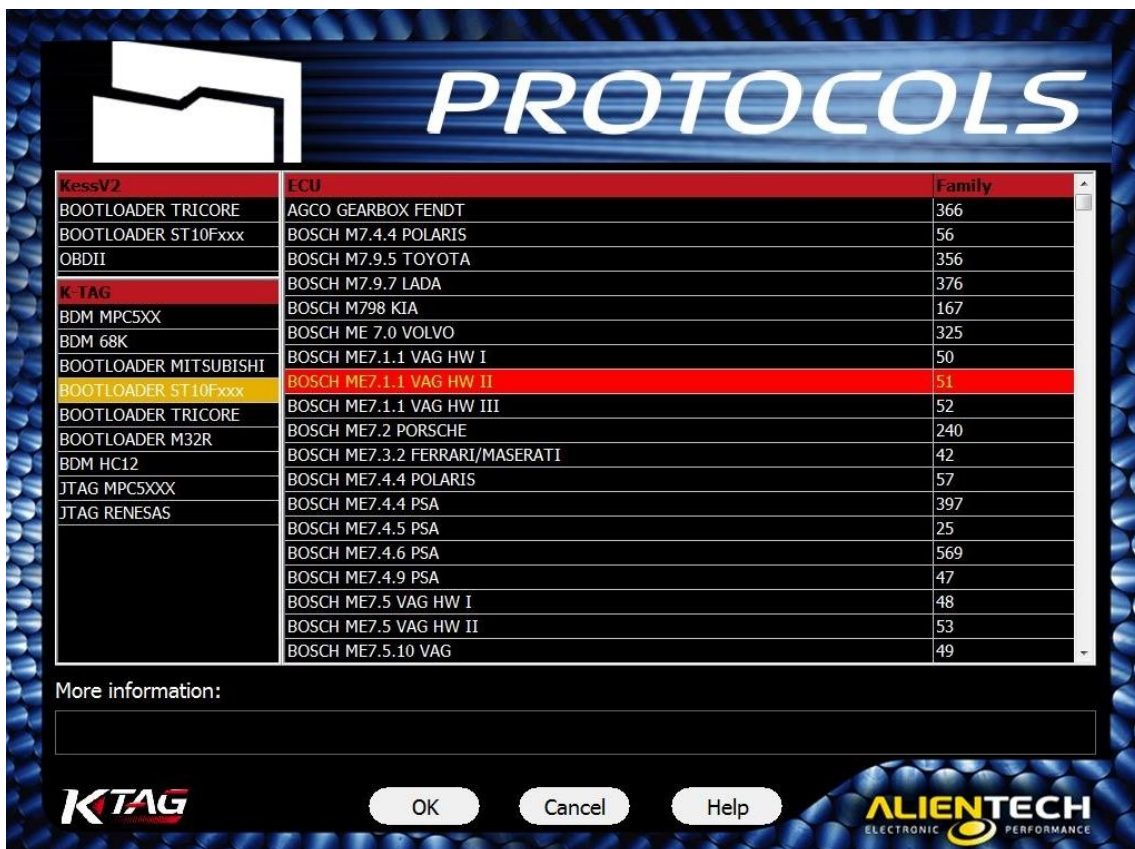 PROTOCOLS
KessV2
BOOTLOADER TRICORE
BOOTLOADER ST10Fxxx
OBDII
K-TAG
BDM MPC5XX
BDM 68K
BOOTLOADER MITSUBISHI
BOOTLOADER ST10Fxxx
BOOTLOADER TRICORE
BOOTLOADER M32R
BDM HC12
JTAG MPC5XXX
JTAG RENESAS
ECU Family
AGCO GEARBOX FENDT 366
BOSCH M7.4.4 POLARIS 56
BOSCH M7.9.5 TOYOTA 356
BOSCH M7.9.7 LADA 376
BOSCH M798 KIA 167
BOSCH ME 7.0 VOLVO 325
BOSCH ME7.1.1 VAG HW I 50
BOSCH ME7.1.1 VAG HW II 51
BOSCH ME7.1.1 VAG HW III 52
BOSCH ME7.2 PORSCHE 240
BOSCH ME7.3.2 FERRARI/MASERATI 42
BOSCH ME7.4.4 POLARIS 57
BOSCH ME7.4.4 PSA 397
BOSCH ME7.4.5 PSA 25
BOSCH ME7.4.6 PSA 569
BOSCH ME7.4.9 PSA 47
BOSCH ME7.5 VAG HW I 48
BOSCH ME7.5 VAG HW II 53
BOSCH ME7.5.10 VAG 49
More information:
KTAG
OK Cancel Help
ALIENTECH
ELECTRONIC PERFORMANCE